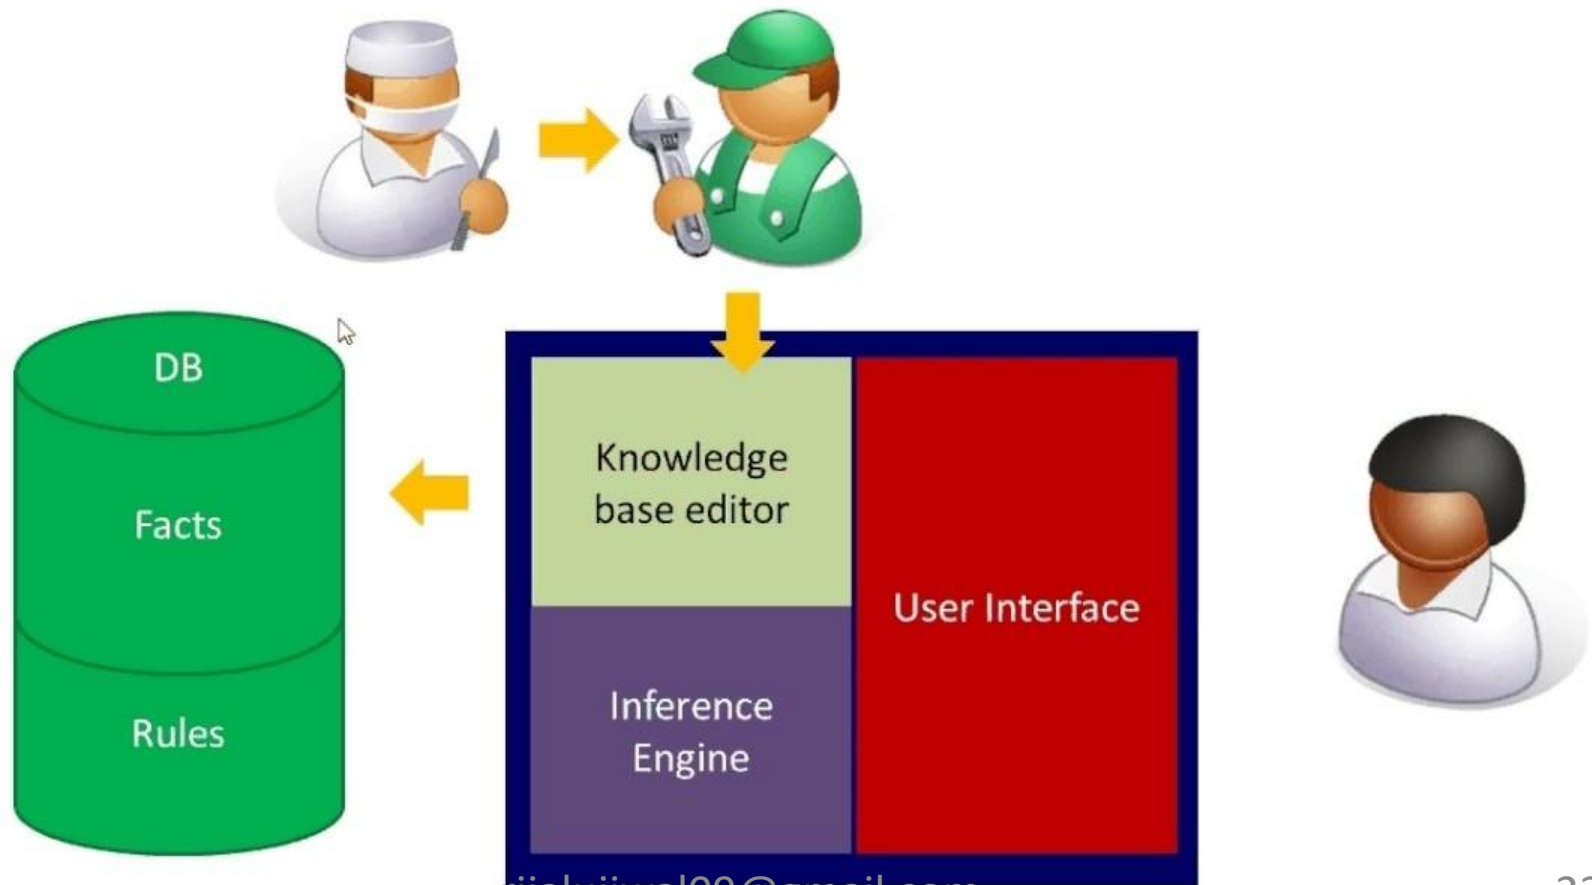 DB
Facts
Rules
Knowledge
base editor
Inference
Engine
User Interface